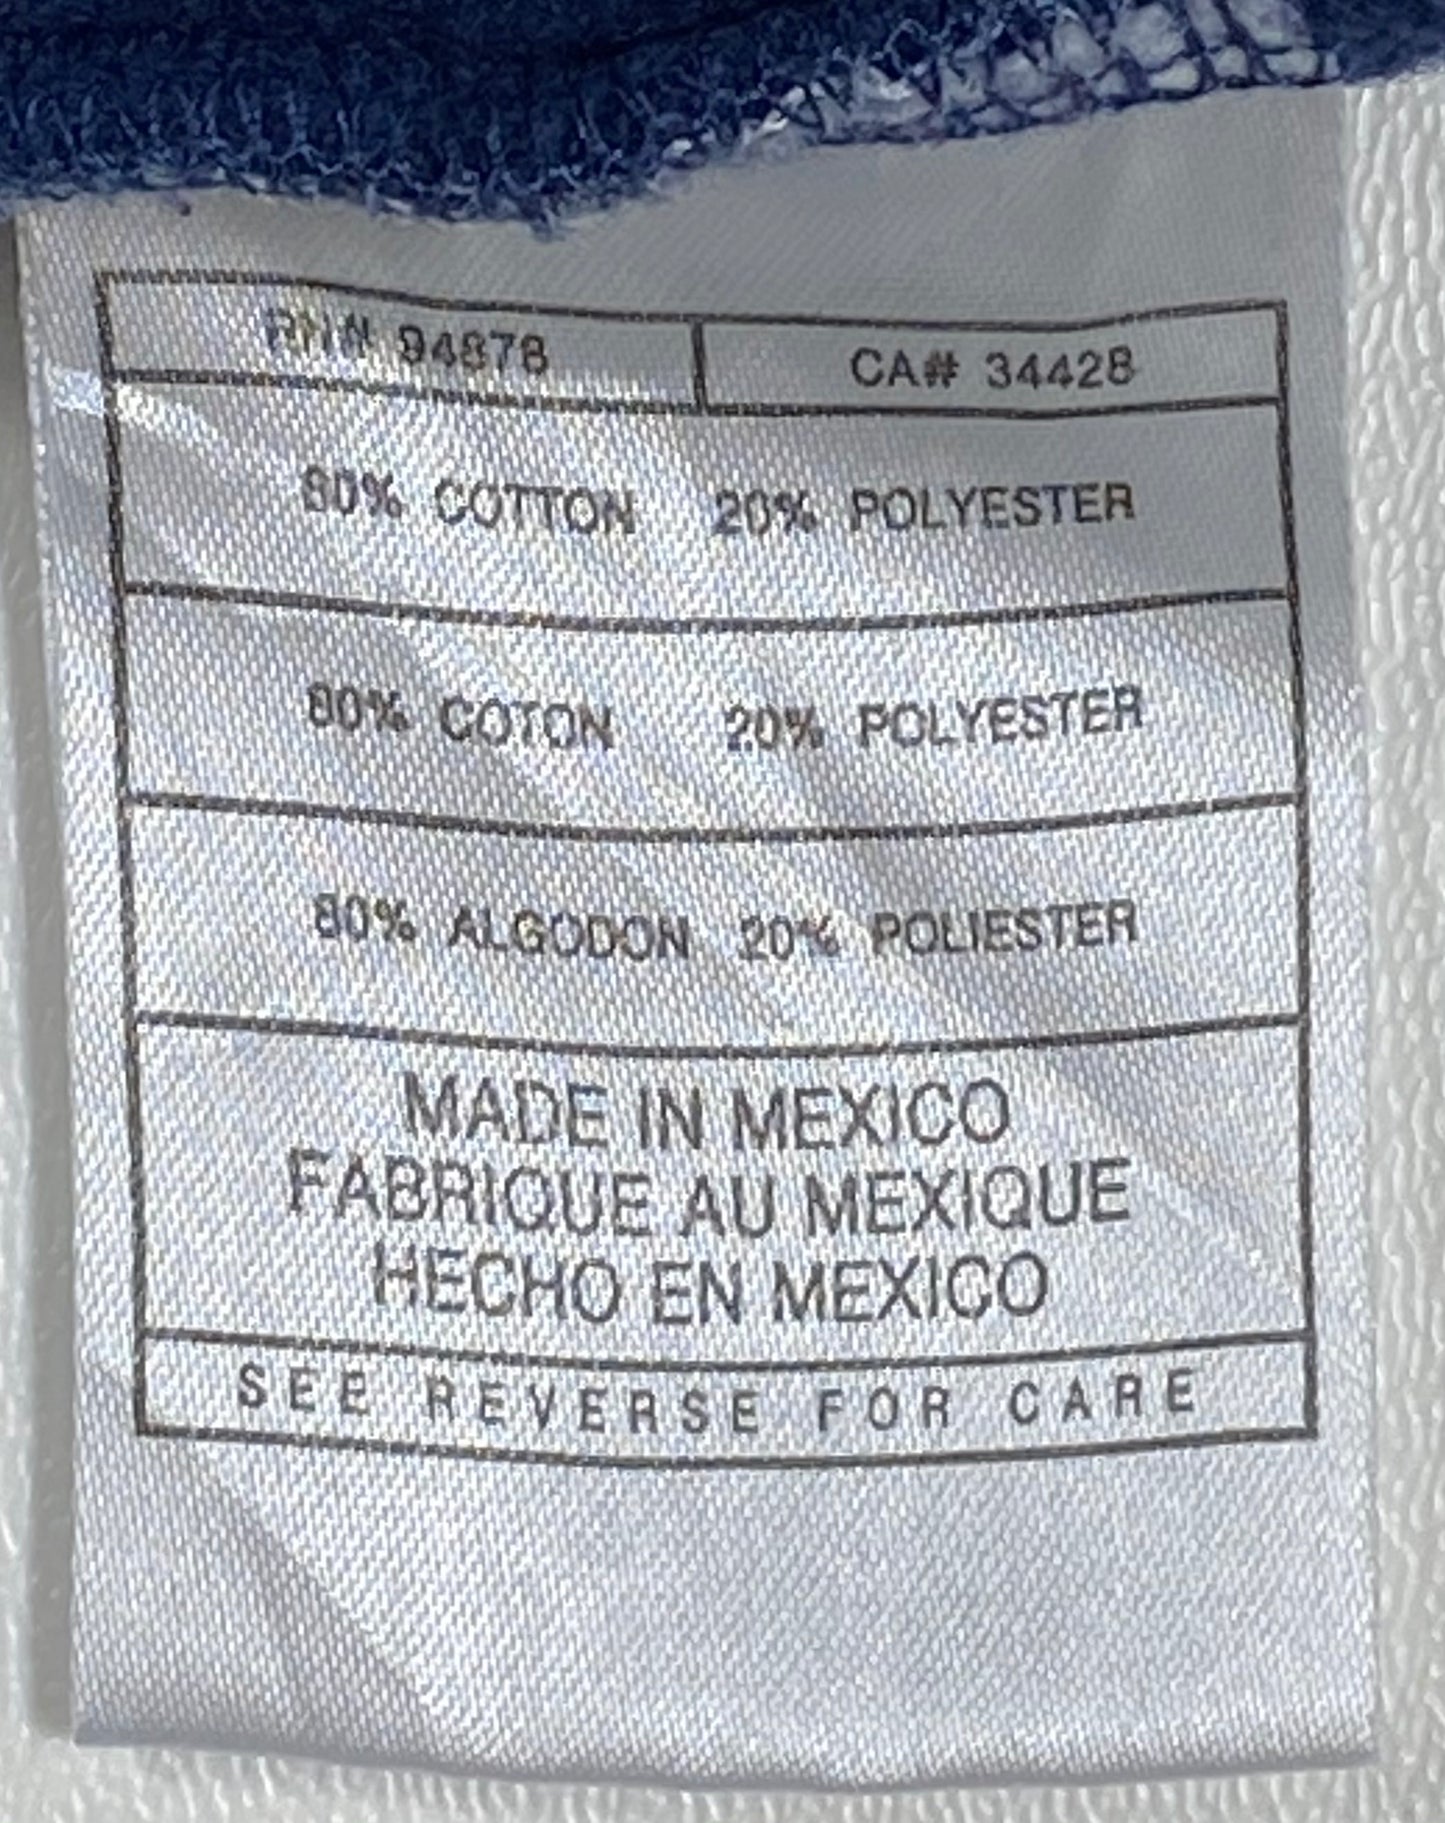 RN# 94878 CA# 34428
80% COTTON 20% POLYESTER
80% COTON 20% POLYESTER
80% ALGODON 20% POLIESTER
MADE IN MEXICO
FABRIQUE AU MEXIQUE
HECHO EN MEXICO
SEE REVERSE FOR CARE